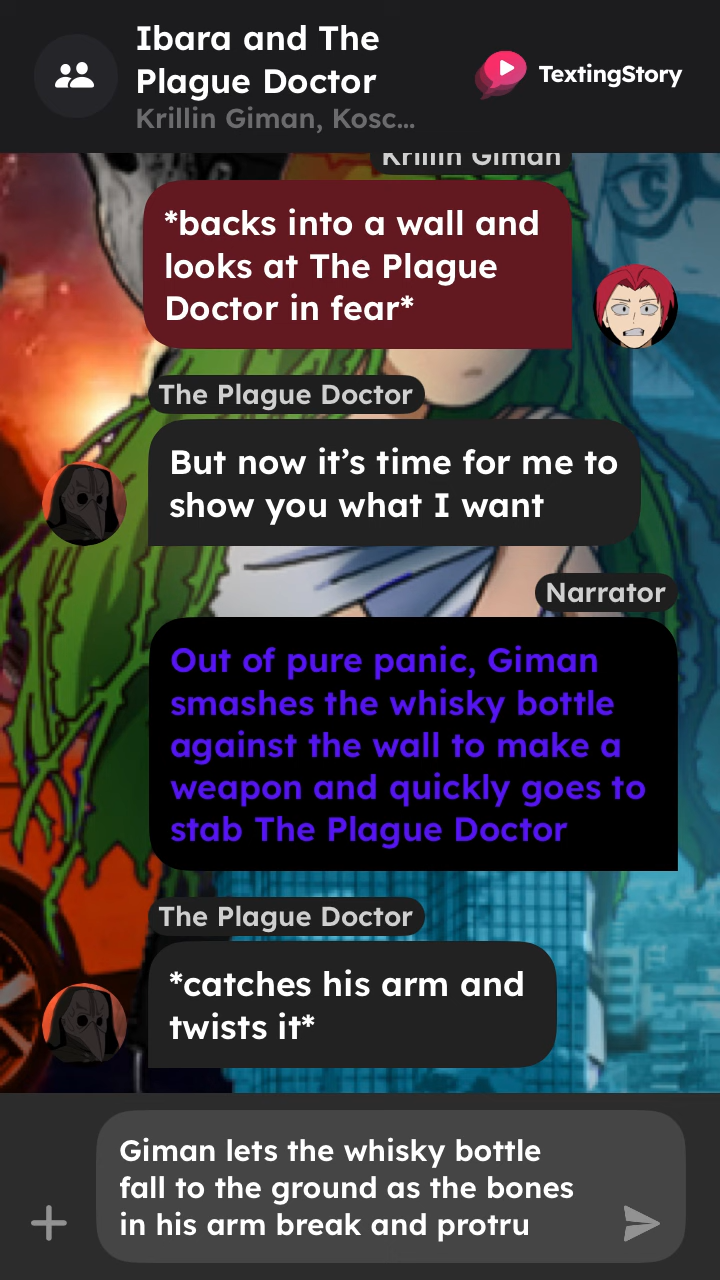 Ibara and The
Plague Doctor
Krillin Giman, Kosc...
TextingStory
Krillin Giman
*backs into a wall and
looks at The Plague
Doctor in fear*
The Plague Doctor
But now it’s time for me to
show you what I want
Narrator
Out of pure panic, Giman
smashes the whisky bottle
against the wall to make a
weapon and quickly goes to
stab The Plague Doctor
The Plague Doctor
*catches his arm and
twists it*
Giman lets the whisky bottle
fall to the ground as the bones
in his arm break and protru